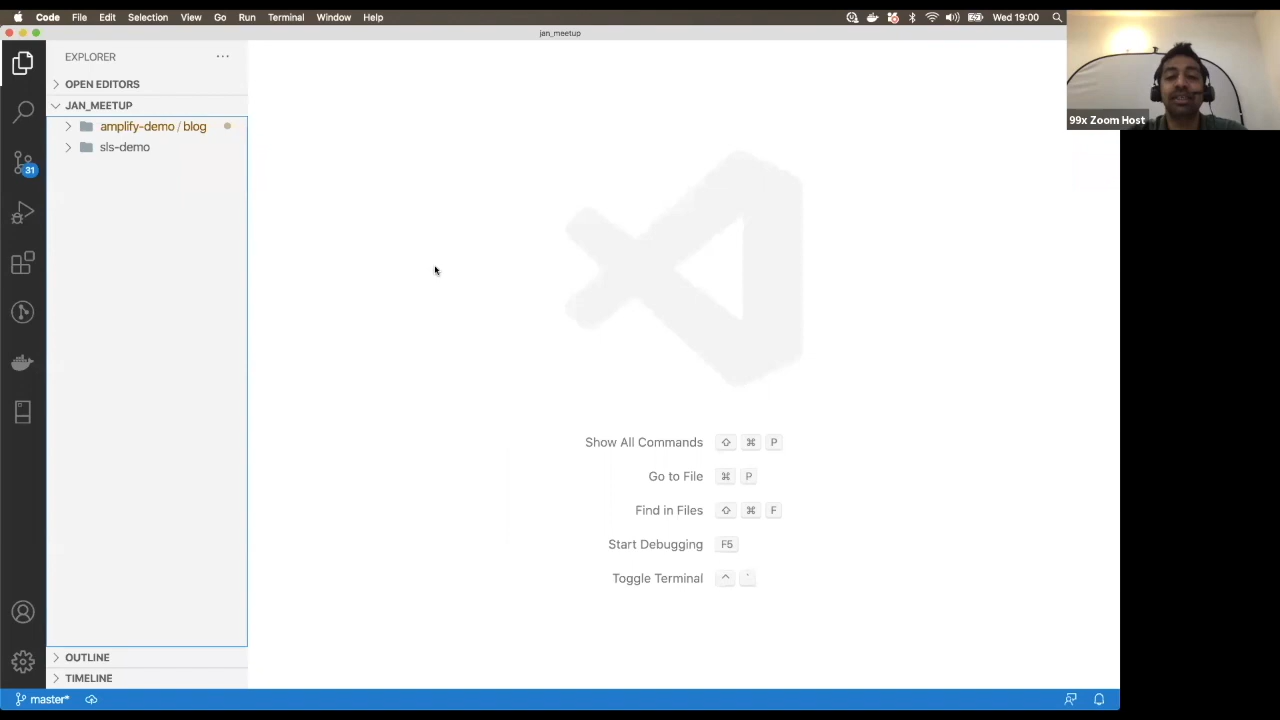 Code File Edit Selection View Go Run Terminal Window Help Wed 19:00
jan_meetup
EXPLORER
OPEN EDITORS
JAN_MEETUP
amplify-demo / blog
sls-demo
31
99x Zoom Host
Show All Commands ⇧ ⌘ P
Go to File ⌘ P
Find in Files ⇧ ⌘ F
Start Debugging F5
Toggle Terminal ^ `
OUTLINE
TIMELINE
master*